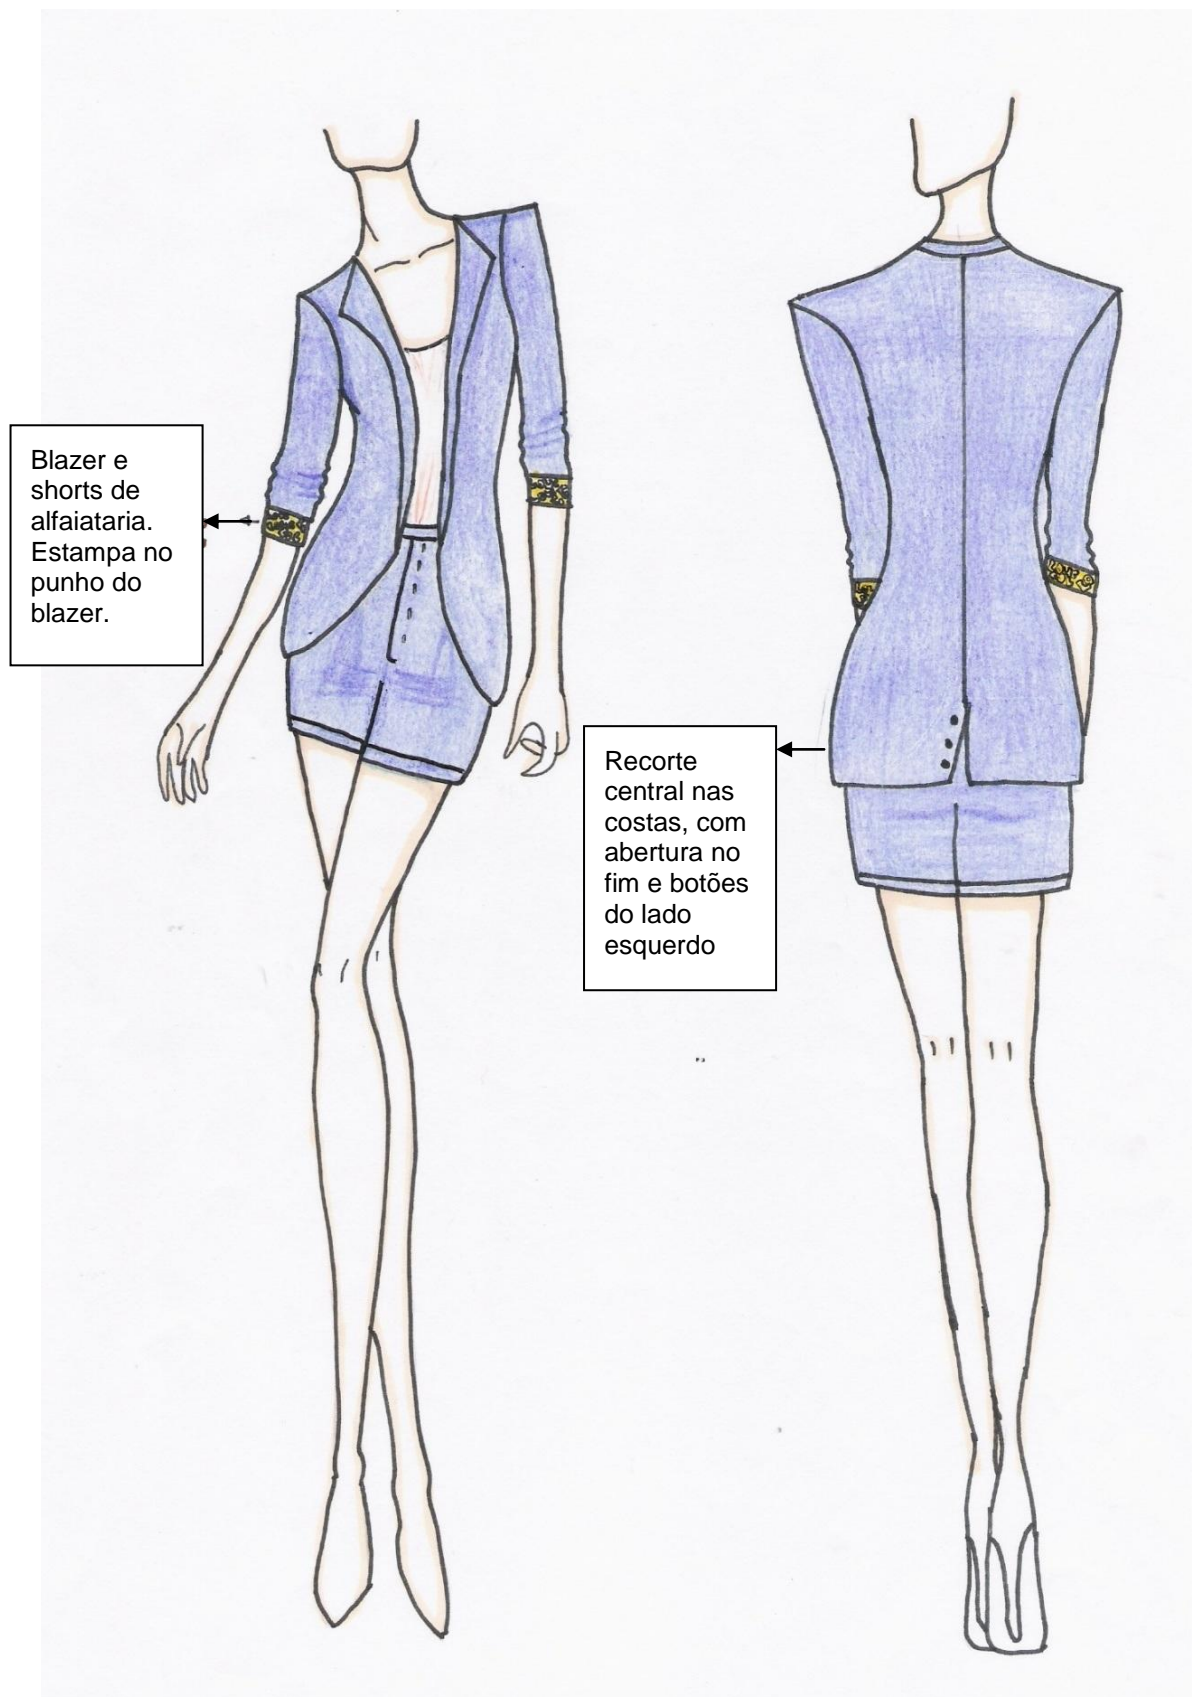 Blazer e
shorts de
alfaiataria.
Estampa no
punho do
blazer.
Recorte
central nas
costas, com
abertura no
fim e botões
do lado
esquerdo